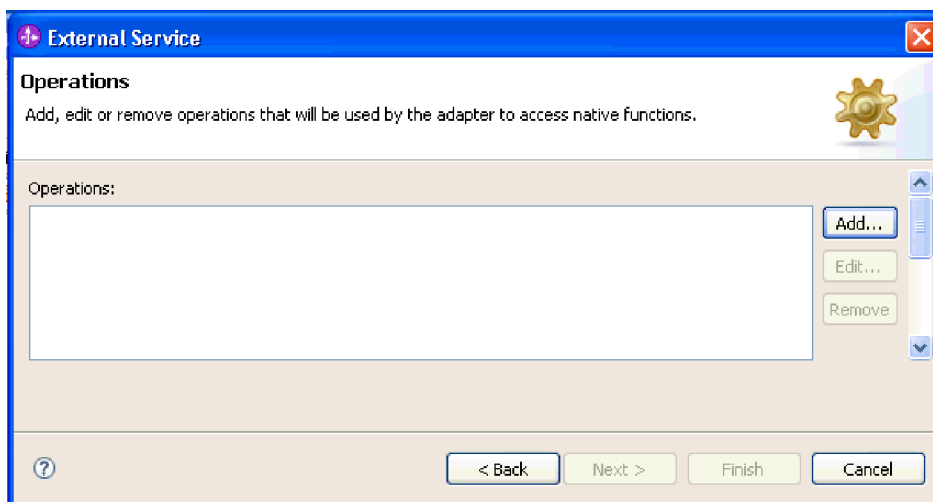 External Service
Operations
Add, edit or remove operations that will be used by the adapter to access native functions.
Operations:
Add...
Edit...
Remove
?
< Back
Next >
Finish
Cancel